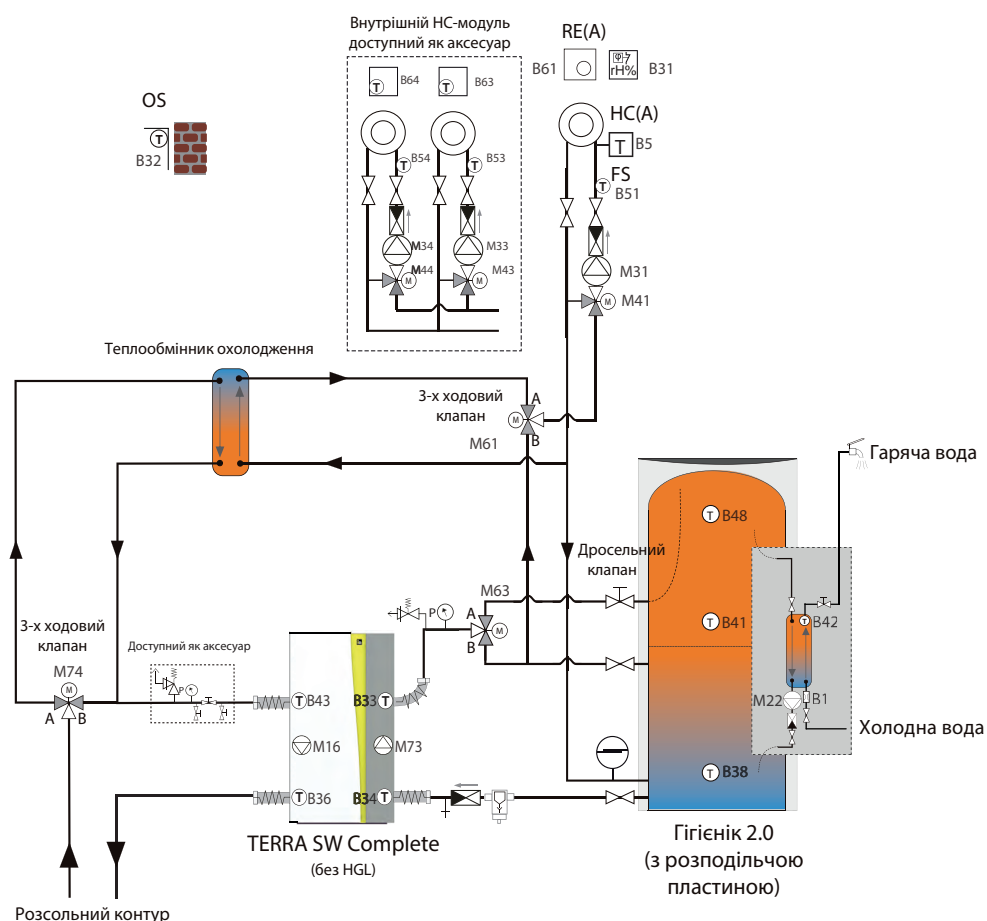 Внутрішній НС-модуль
доступний як аксесуар
RE(A)
B61
rH%
B31
T
B64
T
B63
OS
T
B32
HC(A)
T
B5
FS
T
B51
T
B54
T
B53
M34
M33
M31
M44
M
M43
M
M
M41
Теплообмінник охолодження
3-х ходовий
клапан
A
M
B
M61
Гаряча вода
T
B48
Дросельний
клапан
M63
A
M
B
P
T
B41
T
B42
3-х ходовий
клапан
M74
M
A
B
Доступний як аксесуар
P
T
B43
B33
T
M16
M73
M22
B1
Холодна вода
T
B38
T
B36
B34
T
TERRA SW Complete
(без HGL)
Гігієнік 2.0
(з розподільчою
пластиною)
Розсольний контур